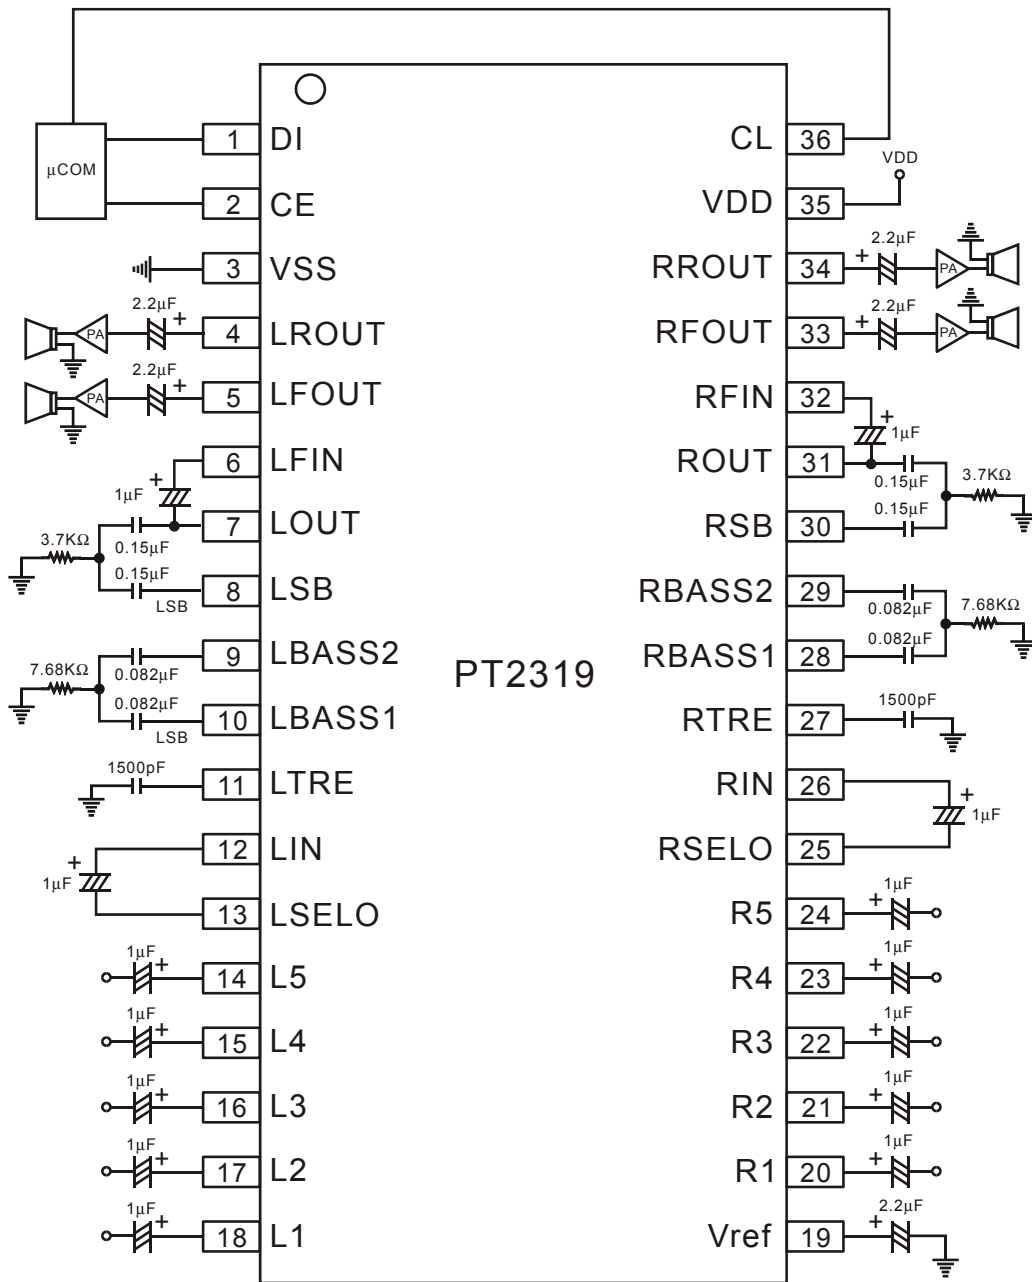 μCOM
1 DI
2 CE
3 VSS
2.2μF
PA + 4 LROUT
2.2μF
PA + 5 LFOUT
6 LFIN
+
1μF
7 LOUT
3.7KΩ
0.15μF
0.15μF
8 LSB
LSB
9 LBASS2
7.68KΩ
0.082μF
0.082μF
10 LBASS1
LSB
1500pF
11 LTRE
12 LIN
+
1μF
13 LSELO
1μF
+ 14 L5
1μF
+ 15 L4
1μF
+ 16 L3
1μF
+ 17 L2
1μF
+ 18 L1
PT2319
CL 36
VDD
VDD 35
2.2μF
RROUT 34 + PA
2.2μF
RFOUT 33 + PA
RFIN 32
+
1μF
ROUT 31
0.15μF
3.7KΩ
0.15μF
RSB 30
RBASS2 29
0.082μF
7.68KΩ
0.082μF
RBASS1 28
1500pF
RTRE 27
RIN 26
+
1μF
RSELO 25
1μF
R5 24 +
1μF
R4 23 +
1μF
R3 22 +
1μF
R2 21 +
1μF
R1 20 +
2.2μF
Vref 19 +